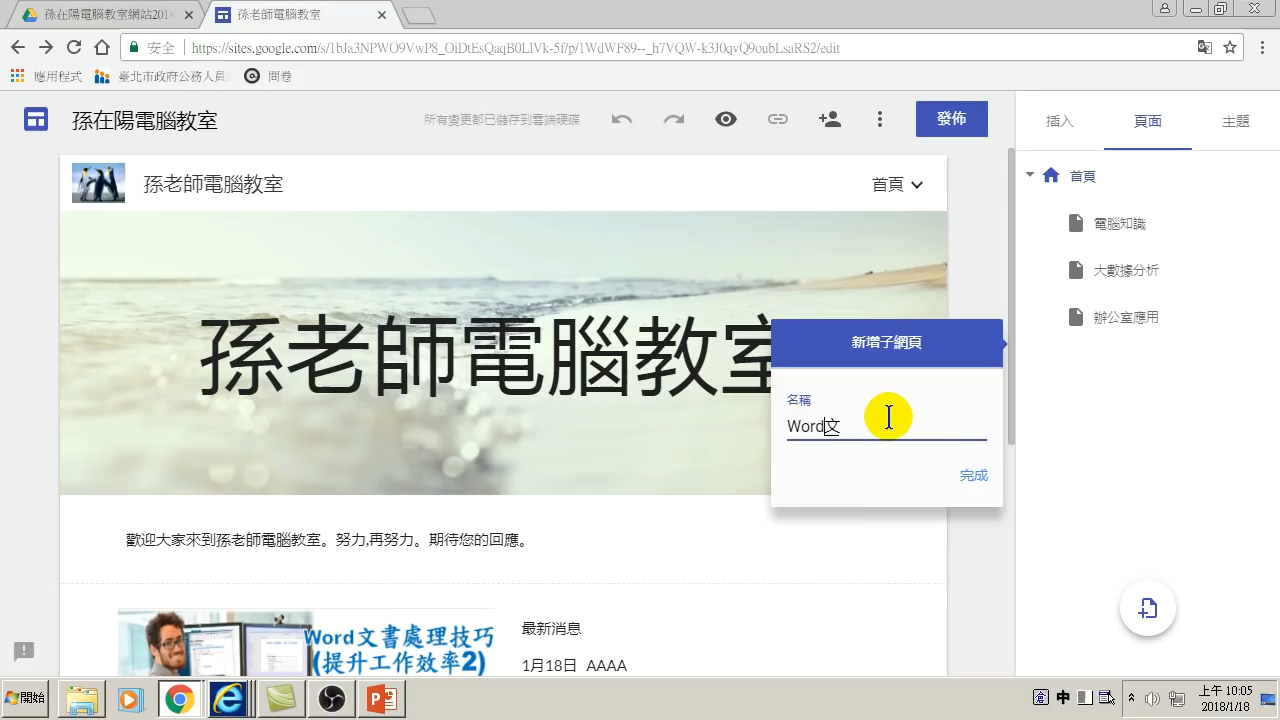 孫在陽電腦教室網站201
孫老師電腦教室
安全
https://sites.google.com/s/1bJa3NPWO9VwP8_OiDtEsQaqB0LlVk-5f/p/1WdWF89--_h7VQW-k3J0qvQ9oubLsaRS2/edit
應用程式
臺北市政府公務人員
問卷
孫在陽電腦教室
所有變更都已儲存到雲端硬碟
發佈
插入
頁面
主題
孫老師電腦教室
首頁
首頁
電腦知識
大數據分析
辦公室應用
孫老師電腦教室
新增子網頁
名稱
Word文
完成
歡迎大家來到孫老師電腦教室。努力,再努力。期待您的回應。
Word文書處理技巧
(提升工作效率2)
最新消息
1月18日 AAAA
開始
中
上午 10:05
2018/1/18